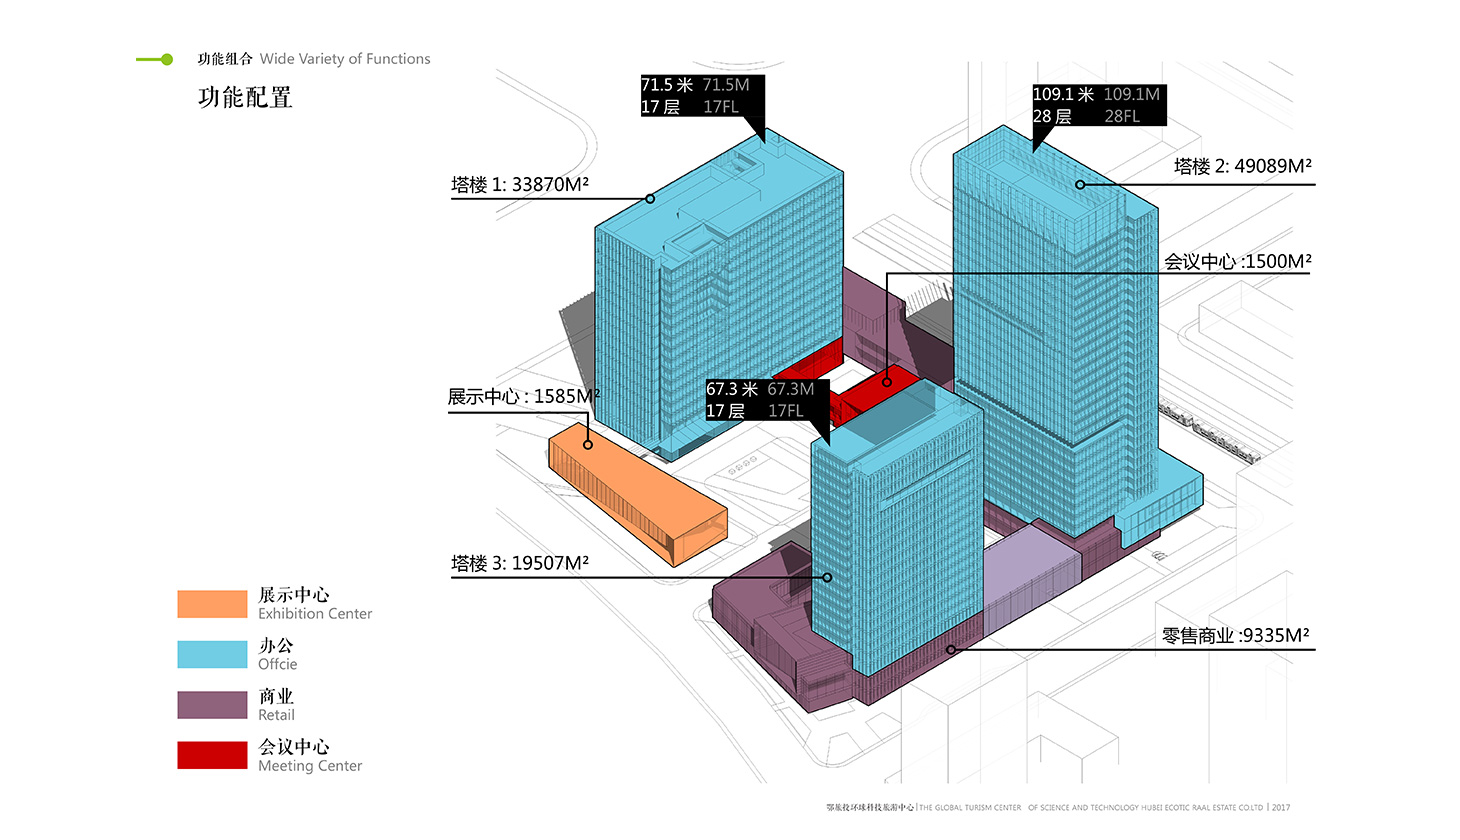 功能组合 Wide Variety of Functions
功能配置
71.5 米 71.5M
17 层 17FL
109.1 米 109.1M
28 层 28FL
塔楼 1: 33870M²
塔楼 2: 49089M²
会议中心 :1500M²
67.3 米 67.3M
17 层 17FL
展示中心 : 1585M²
塔楼 3: 19507M²
零售商业 :9335M²
展示中心
Exhibition Center
办公
Offcie
商业
Retail
会议中心
Meeting Center
鄂旅投环球科技旅游中心 | THE GLOBAL TURISM CENTER OF SCIENCE AND TECHNOLOGY HUBEI ECOTIC RAAL ESTATE CO.LTD | 2017